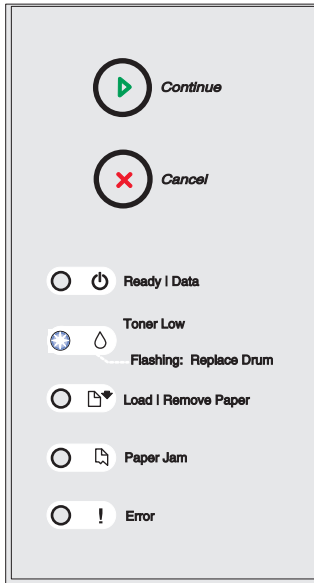 Continue
Cancel
Ready | Data
Toner Low
Flashing: Replace Drum
Load | Remove Paper
Paper Jam
! Error